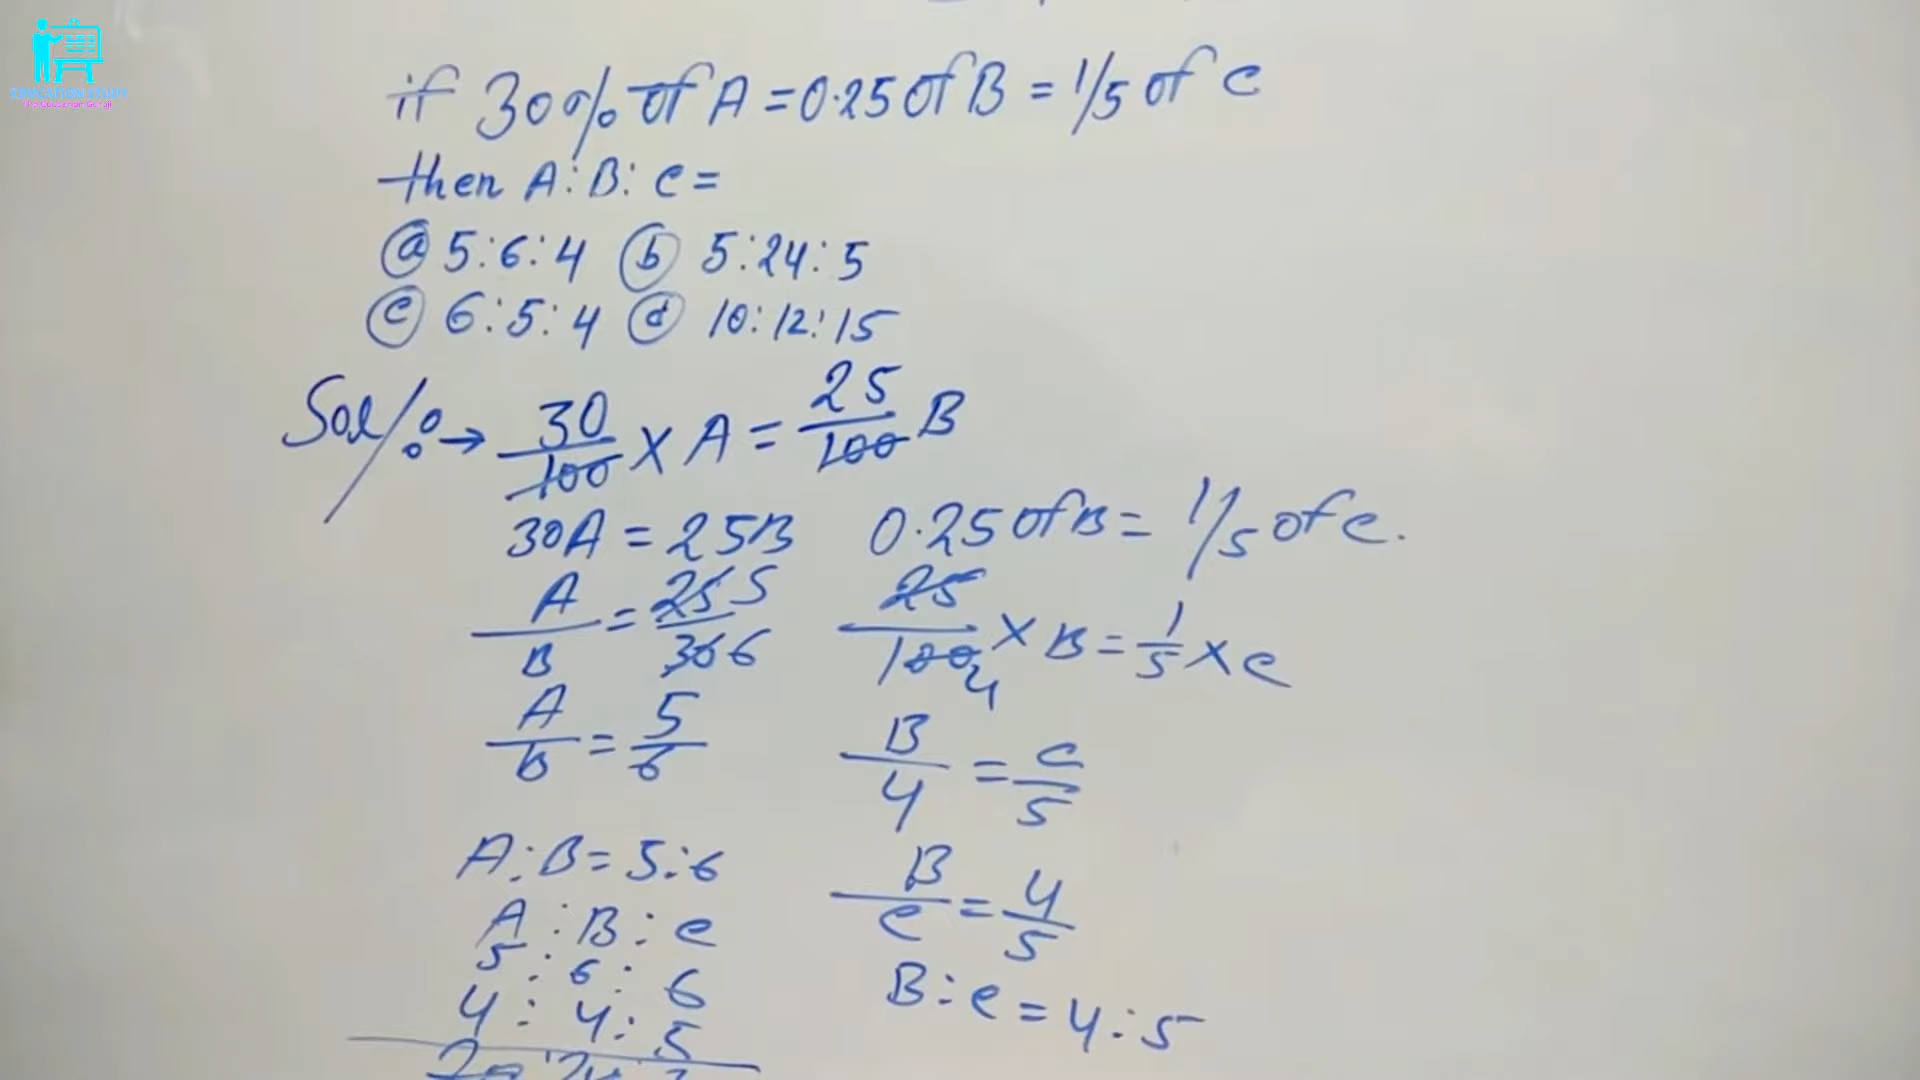 EDUCATION STUDY
if 30% of A = 0.25 of B = 1/5 of C
then A : B : C =
(a) 5:6:4 (b) 5:24:5
(c) 6:5:4 (d) 10:12:15
Sol/: → 30/100 × A = 25/100 B
30A = 25B
A/B = 25 5/30 6
A/B = 5/6
A:B = 5:6
A : B : C
5 : 6 : 6
4 : 4 : 5
0.25 of B = 1/5 of C.
25/100 4 × B = 1/5 × C
B/4 = C/5
B/C = 4/5
B:C = 4:5